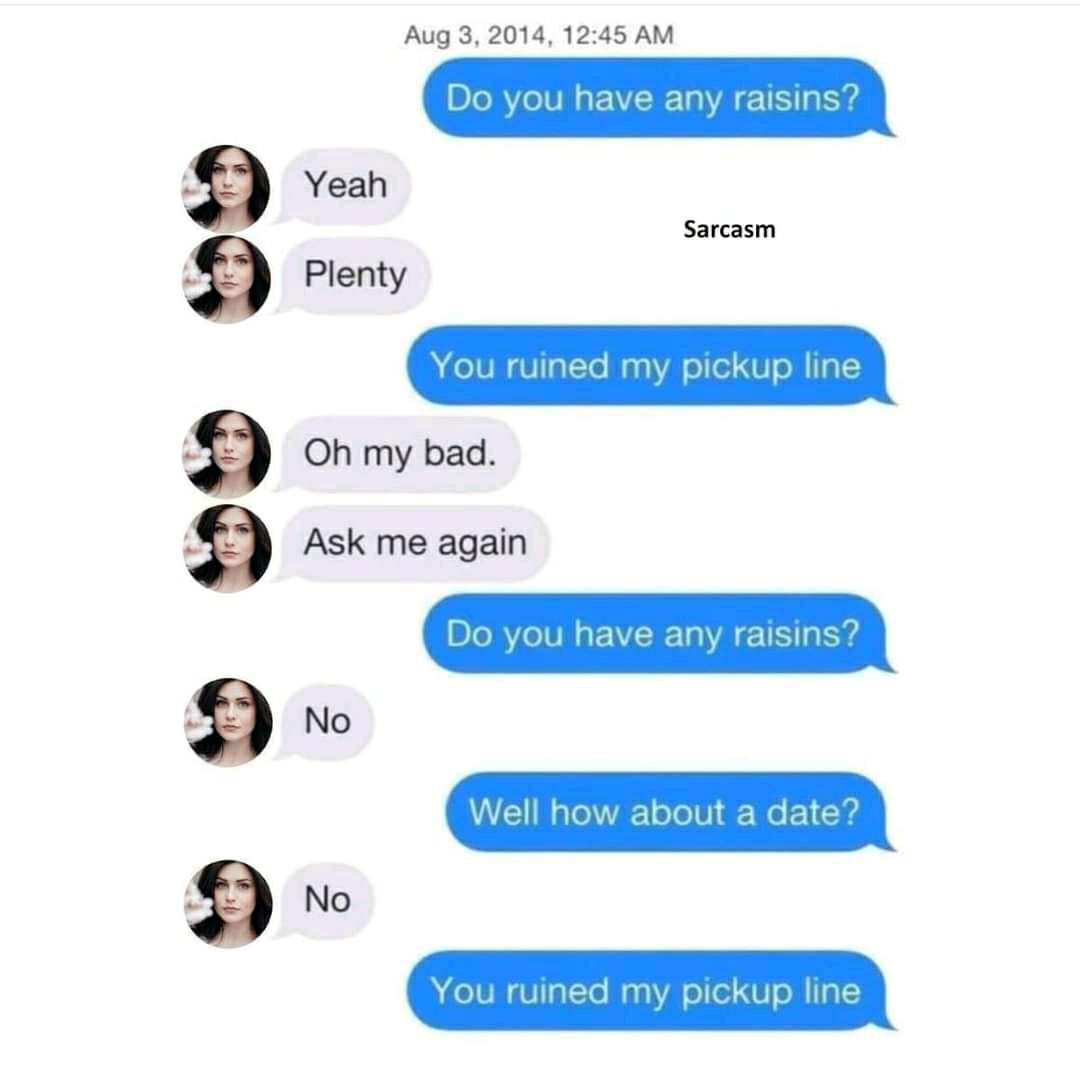 Aug 3, 2014, 12:45 AM
Do you have any raisins?
Yeah
Sarcasm
Plenty
You ruined my pickup line
Oh my bad.
Ask me again
Do you have any raisins?
No
Well how about a date?
No
You ruined my pickup line